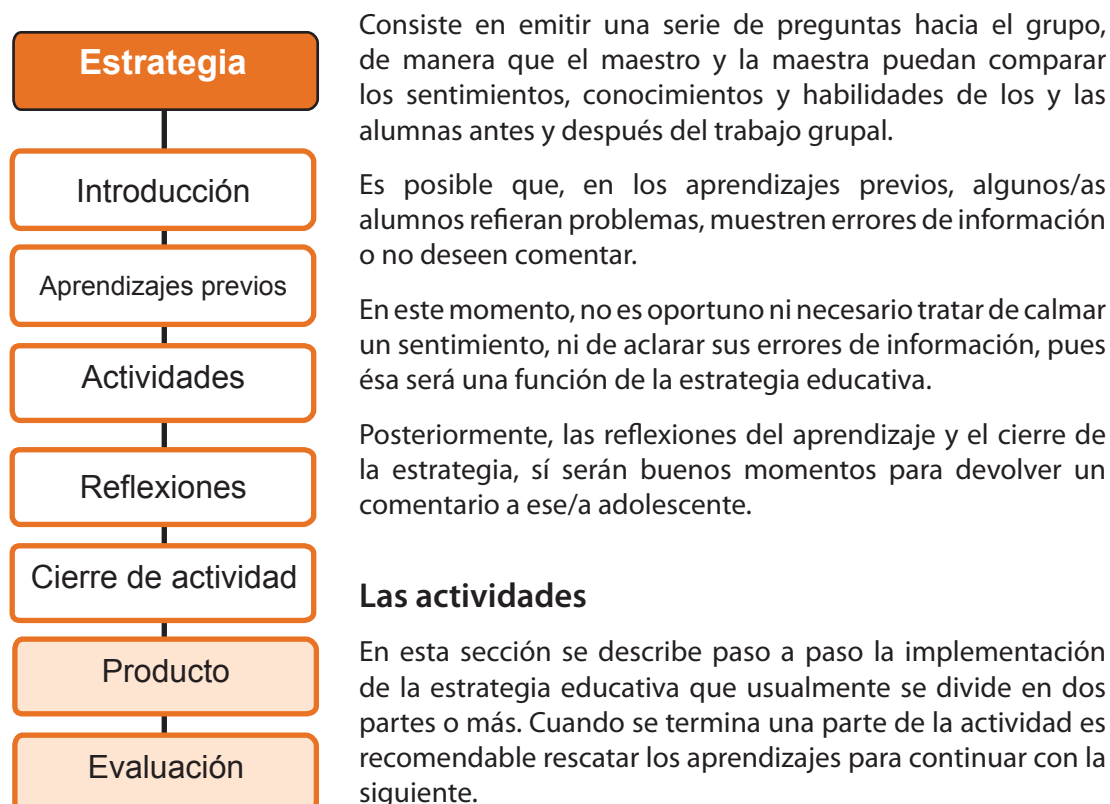 Estrategia
Introducción
Aprendizajes previos
Actividades
Reflexiones
Cierre de actividad
Producto
Evaluación
Consiste en emitir una serie de preguntas hacia el grupo,
de manera que el maestro y la maestra puedan comparar
los sentimientos, conocimientos y habilidades de los y las
alumnas antes y después del trabajo grupal.
Es posible que, en los aprendizajes previos, algunos/as
alumnos refieran problemas, muestren errores de información
o no deseen comentar.
En este momento, no es oportuno ni necesario tratar de calmar
un sentimiento, ni de aclarar sus errores de información, pues
ésa será una función de la estrategia educativa.
Posteriormente, las reflexiones del aprendizaje y el cierre de
la estrategia, sí serán buenos momentos para devolver un
comentario a ese/a adolescente.
Las actividades
En esta sección se describe paso a paso la implementación
de la estrategia educativa que usualmente se divide en dos
partes o más. Cuando se termina una parte de la actividad es
recomendable rescatar los aprendizajes para continuar con la
siguiente.